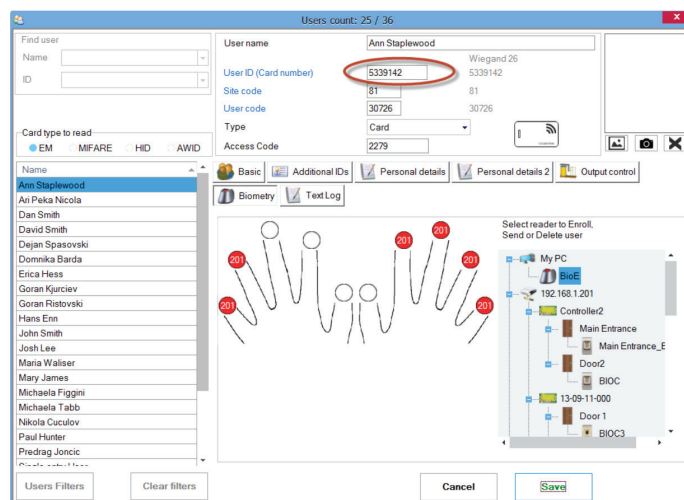 Users count: 25 / 36
x
Find user
Name
ID
User name
Ann Staplewood
Wiegand 26
User ID (Card number)
5339142
5339142
Site code
81
81
User code
30726
30726
Type
Card
Access Code
2279
Card type to read
EM
MIFARE
HID
AWID
Name
Ann Staplewood
Ari Peka Nicola
Dan Smith
David Smith
Dejan Spasovski
Domnika Barda
Erica Hess
Goran Kjurciev
Goran Ristovski
Hans Enn
John Smith
Josh Lee
Maria Waliser
Mary James
Michaela Figgini
Michaela Tabb
Nikola Cuculov
Paul Hunter
Predrag Joncic
Basic
Additional IDs
Personal details
Personal details 2
Output control
Biometry
Text Log
201
201
201
201
201
201
Select reader to Enroll,
Send or Delete user
My PC
BioE
192.168.1.201
Controller2
Main Entrance
Main Entrance_E
Door2
BIOC
13-09-11-000
Door 1
BIOC3
Users Filters
Clear filters
Cancel
Save